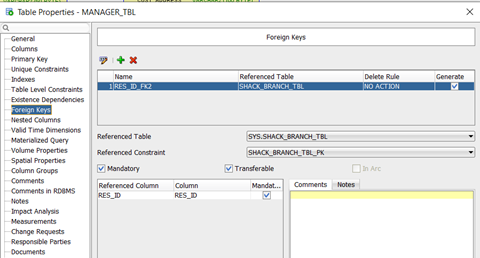 Table Properties - MANAGER_TBL
General
Columns
Primary Key
Unique Constraints
Indexes
Table Level Constraints
Existence Dependencies
Foreign Keys
Nested Columns
Valid Time Dimensions
Materialized Query
Volume Properties
Spatial Properties
Column Groups
Comments
Comments in RDBMS
Notes
Impact Analysis
Measurements
Change Requests
Responsible Parties
Documents
Foreign Keys
Name Referenced Table Delete Rule Generate
1 RES_ID_FK2 SHACK_BRANCH_TBL NO ACTION
Referenced Table SYS.SHACK_BRANCH_TBL
Referenced Constraint SHACK_BRANCH_TBL_PK
Mandatory Transferable In Arc
Referenced Column Column Mandat...
RES_ID RES_ID
Comments Notes